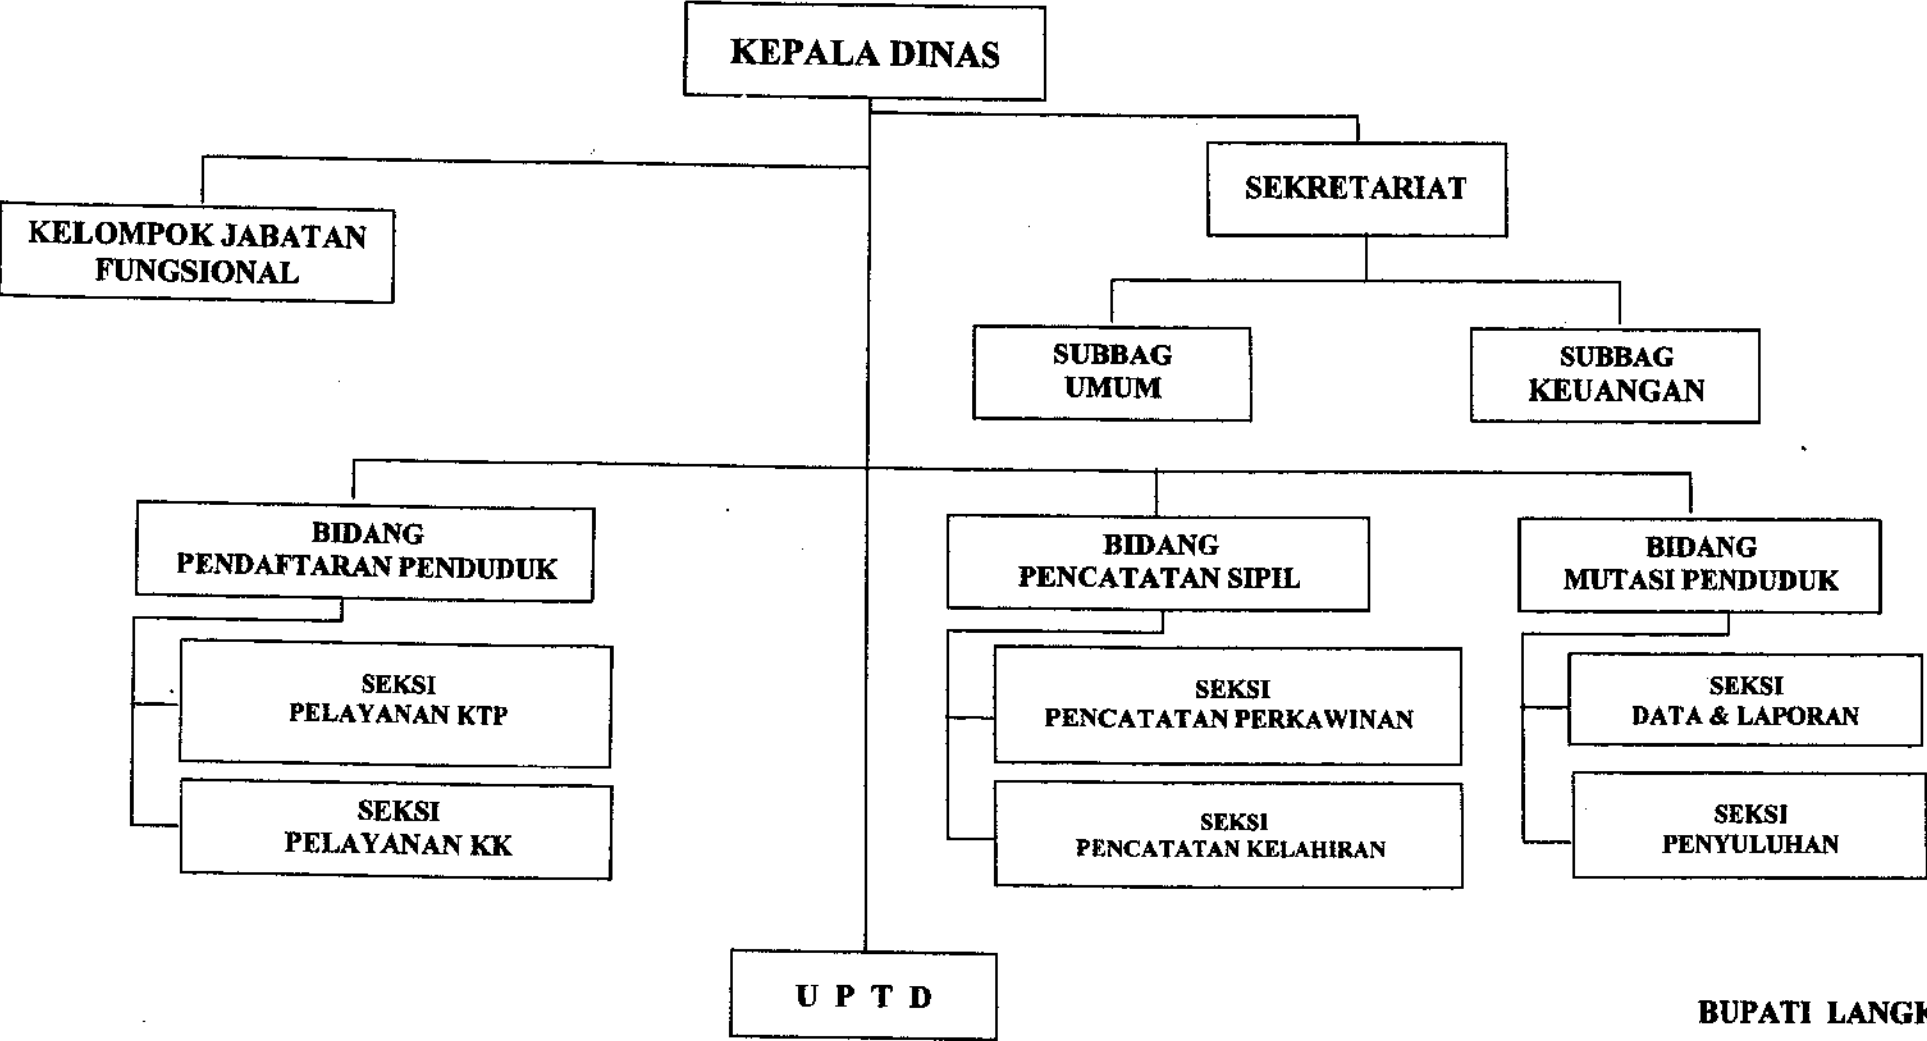 KEPALA DINAS
SEKRETARIAT
KELOMPOK JABATAN
FUNGSIONAL
SUBBAG
UMUM
SUBBAG
KEUANGAN
BIDANG
PENDAFTARAN PENDUDUK
BIDANG
PENCATATAN SIPIL
BIDANG
MUTASI PENDUDUK
SEKSI
PELAYANAN KTP
SEKSI
PENCATATAN PERKAWINAN
SEKSI
DATA & LAPORAN
SEKSI
PELAYANAN KK
SEKSI
PENCATATAN KELAHIRAN
SEKSI
PENYULUHAN
U P T D
BUPATI